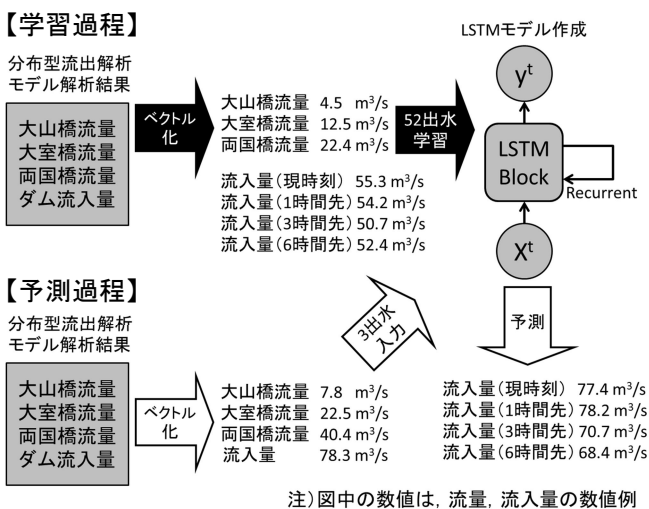 【学習過程】
分布型流出解析
モデル解析結果
大山橋流量
大室橋流量
両国橋流量
ダム流入量
ベクトル
化
大山橋流量 4.5 m³/s
大室橋流量 12.5 m³/s
両国橋流量 22.4 m³/s
流入量(現時刻) 55.3 m³/s
流入量(1時間先) 54.2 m³/s
流入量(3時間先) 50.7 m³/s
流入量(6時間先) 52.4 m³/s
52出水
学習
LSTMモデル作成
yᵗ
LSTM
Block
Recurrent
Xᵗ
【予測過程】
分布型流出解析
モデル解析結果
大山橋流量
大室橋流量
両国橋流量
ダム流入量
ベクトル
化
大山橋流量 7.8 m³/s
大室橋流量 22.5 m³/s
両国橋流量 40.4 m³/s
流入量 78.3 m³/s
3出水
入力
予測
流入量(現時刻) 77.4 m³/s
流入量(1時間先) 78.2 m³/s
流入量(3時間先) 70.7 m³/s
流入量(6時間先) 68.4 m³/s
注)図中の数値は，流量，流入量の数値例